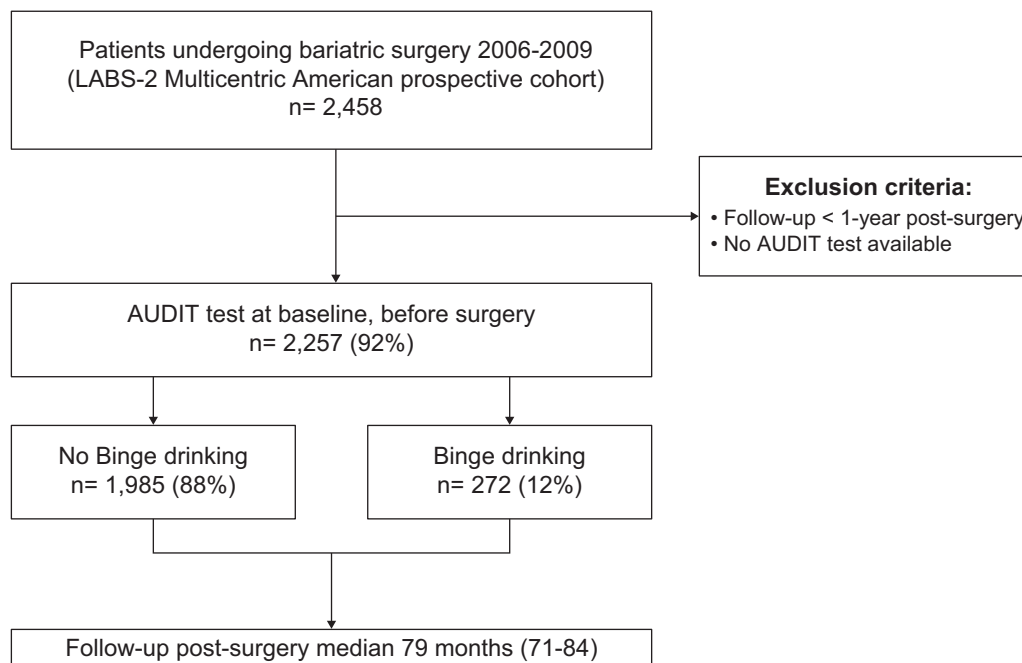 Patients undergoing bariatric surgery 2006-2009
(LABS-2 Multicentric American prospective cohort)
n= 2,458
Exclusion criteria:
• Follow-up < 1-year post-surgery
• No AUDIT test available
AUDIT test at baseline, before surgery
n= 2,257 (92%)
No Binge drinking
n= 1,985 (88%)
Binge drinking
n= 272 (12%)
Follow-up post-surgery median 79 months (71-84)